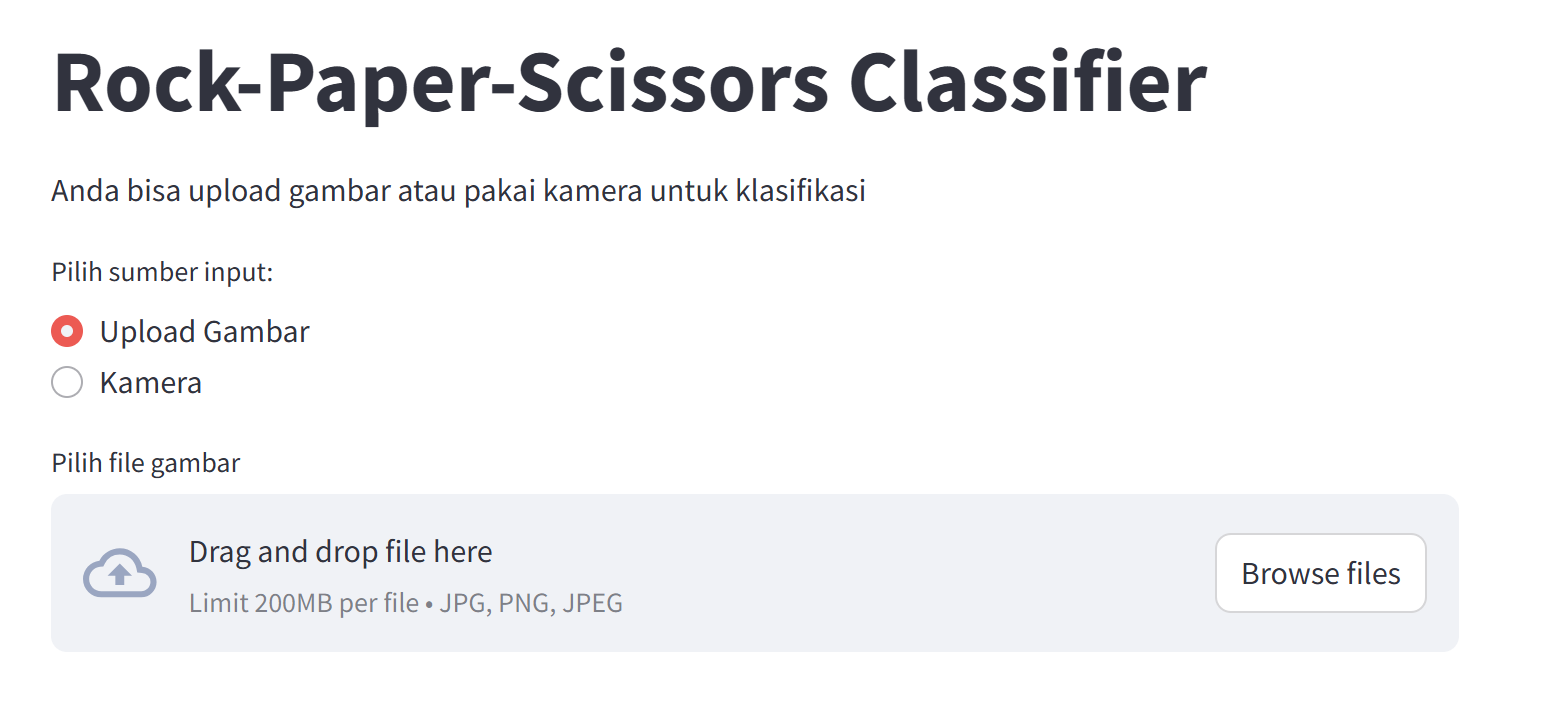 Rock-Paper-Scissors Classifier
Anda bisa upload gambar atau pakai kamera untuk klasifikasi
Pilih sumber input:
Upload Gambar
Kamera
Pilih file gambar
Drag and drop file here
Limit 200MB per file • JPG, PNG, JPEG
Browse files